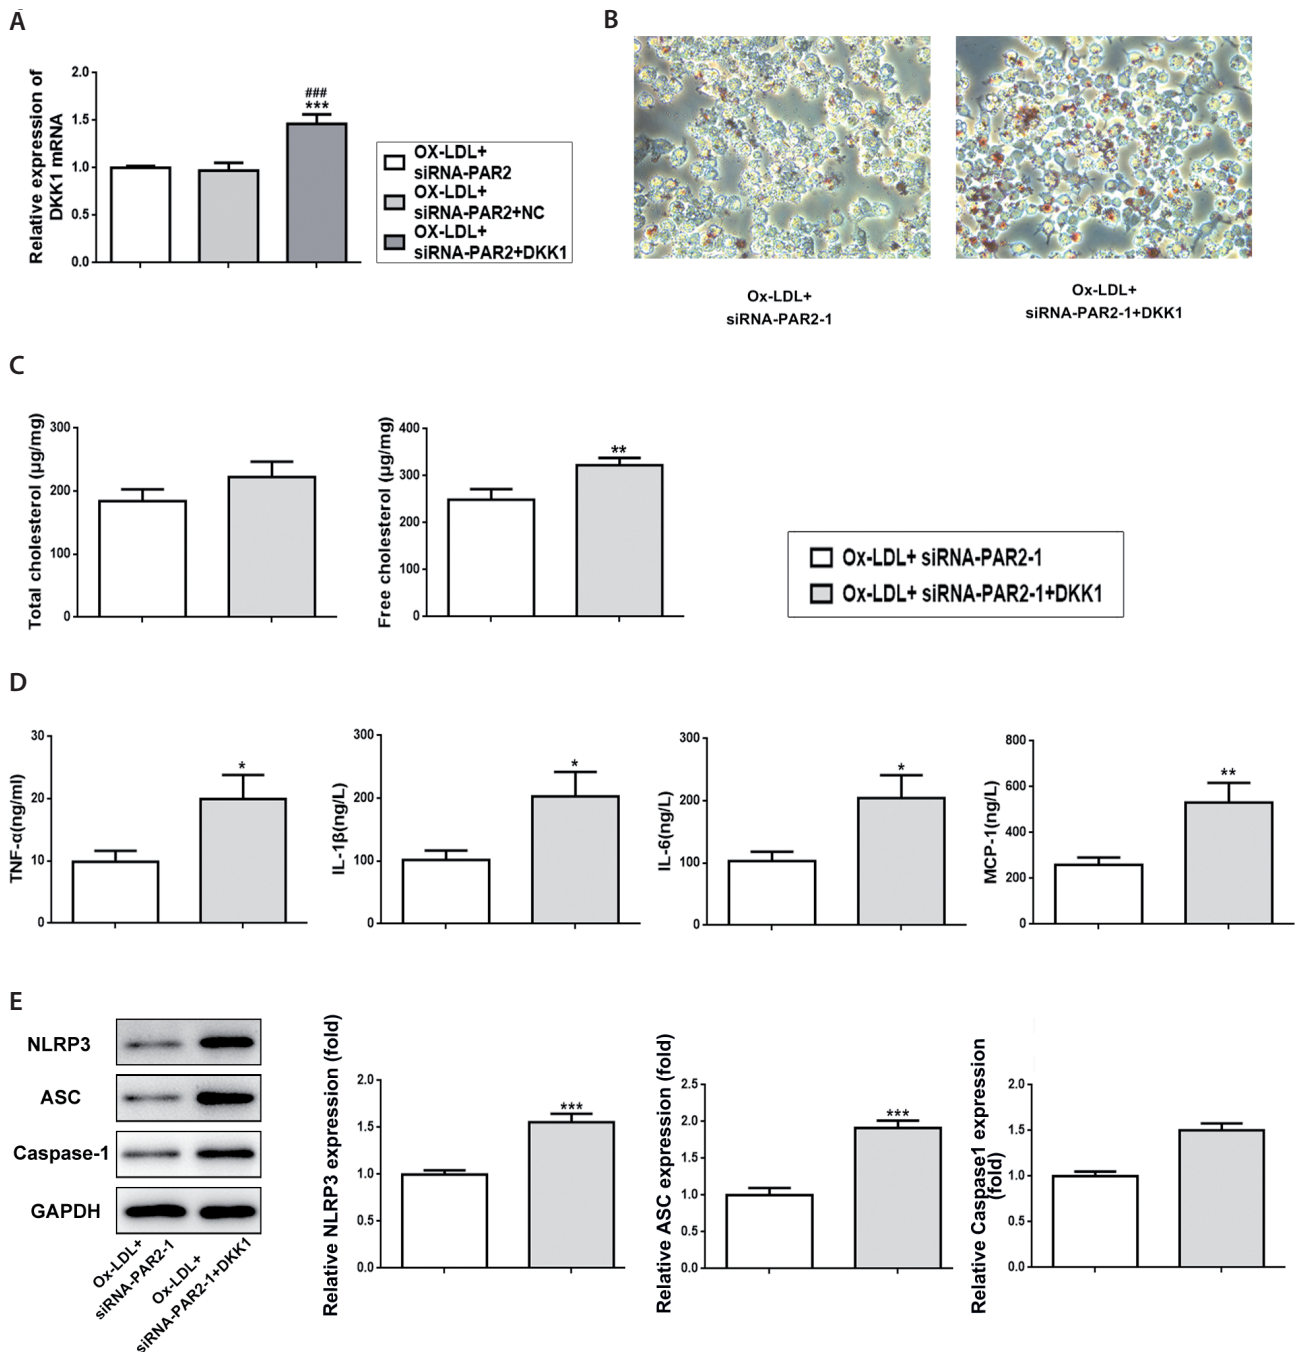 A
Relative expression of
DKK1 mRNA
2.0
1.5
1.0
0.5
0.0
###
***
OX-LDL+
siRNA-PAR2
OX-LDL+
siRNA-PAR2+NC
OX-LDL+
siRNA-PAR2+DKK1
B
Ox-LDL+
siRNA-PAR2-1
Ox-LDL+
siRNA-PAR2-1+DKK1
C
Total cholesterol (μg/mg)
300
200
100
0
Free cholesterol (μg/mg)
400
300
200
100
0
**
Ox-LDL+ siRNA-PAR2-1
Ox-LDL+ siRNA-PAR2-1+DKK1
D
TNF-α(ng/ml)
30
20
10
0
*
IL-1β(ng/L)
300
200
100
0
*
IL-6(ng/L)
300
200
100
0
*
MCP-1(ng/L)
800
600
400
200
0
**
E
NLRP3
ASC
Caspase-1
GAPDH
Ox-LDL+
siRNA-PAR2-1
Ox-LDL+
siRNA-PAR2-1+DKK1
Relative NLRP3 expression (fold)
2.0
1.5
1.0
0.5
0.0
***
Relative ASC expression (fold)
2.5
2.0
1.5
1.0
0.5
0.0
***
Relative Caspase1 expression
(fold)
2.0
1.5
1.0
0.5
0.0